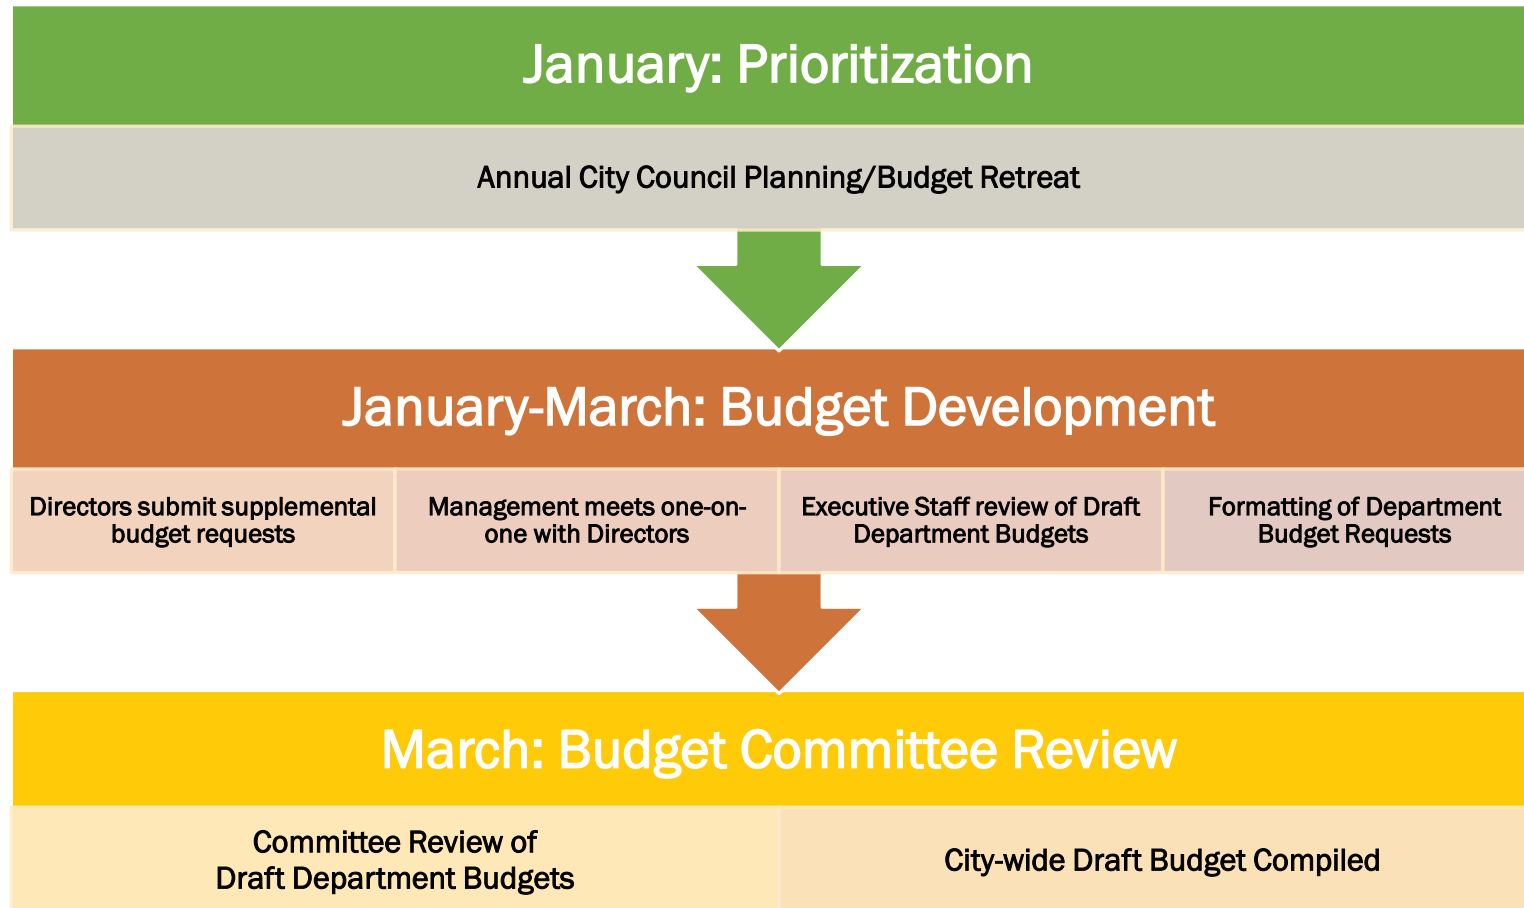 January: Prioritization
Annual City Council Planning/Budget Retreat
January-March: Budget Development
Directors submit supplemental
budget requests
Management meets one-on-
one with Directors
Executive Staff review of Draft
Department Budgets
Formatting of Department
Budget Requests
March: Budget Committee Review
Committee Review of
Draft Department Budgets
City-wide Draft Budget Compiled